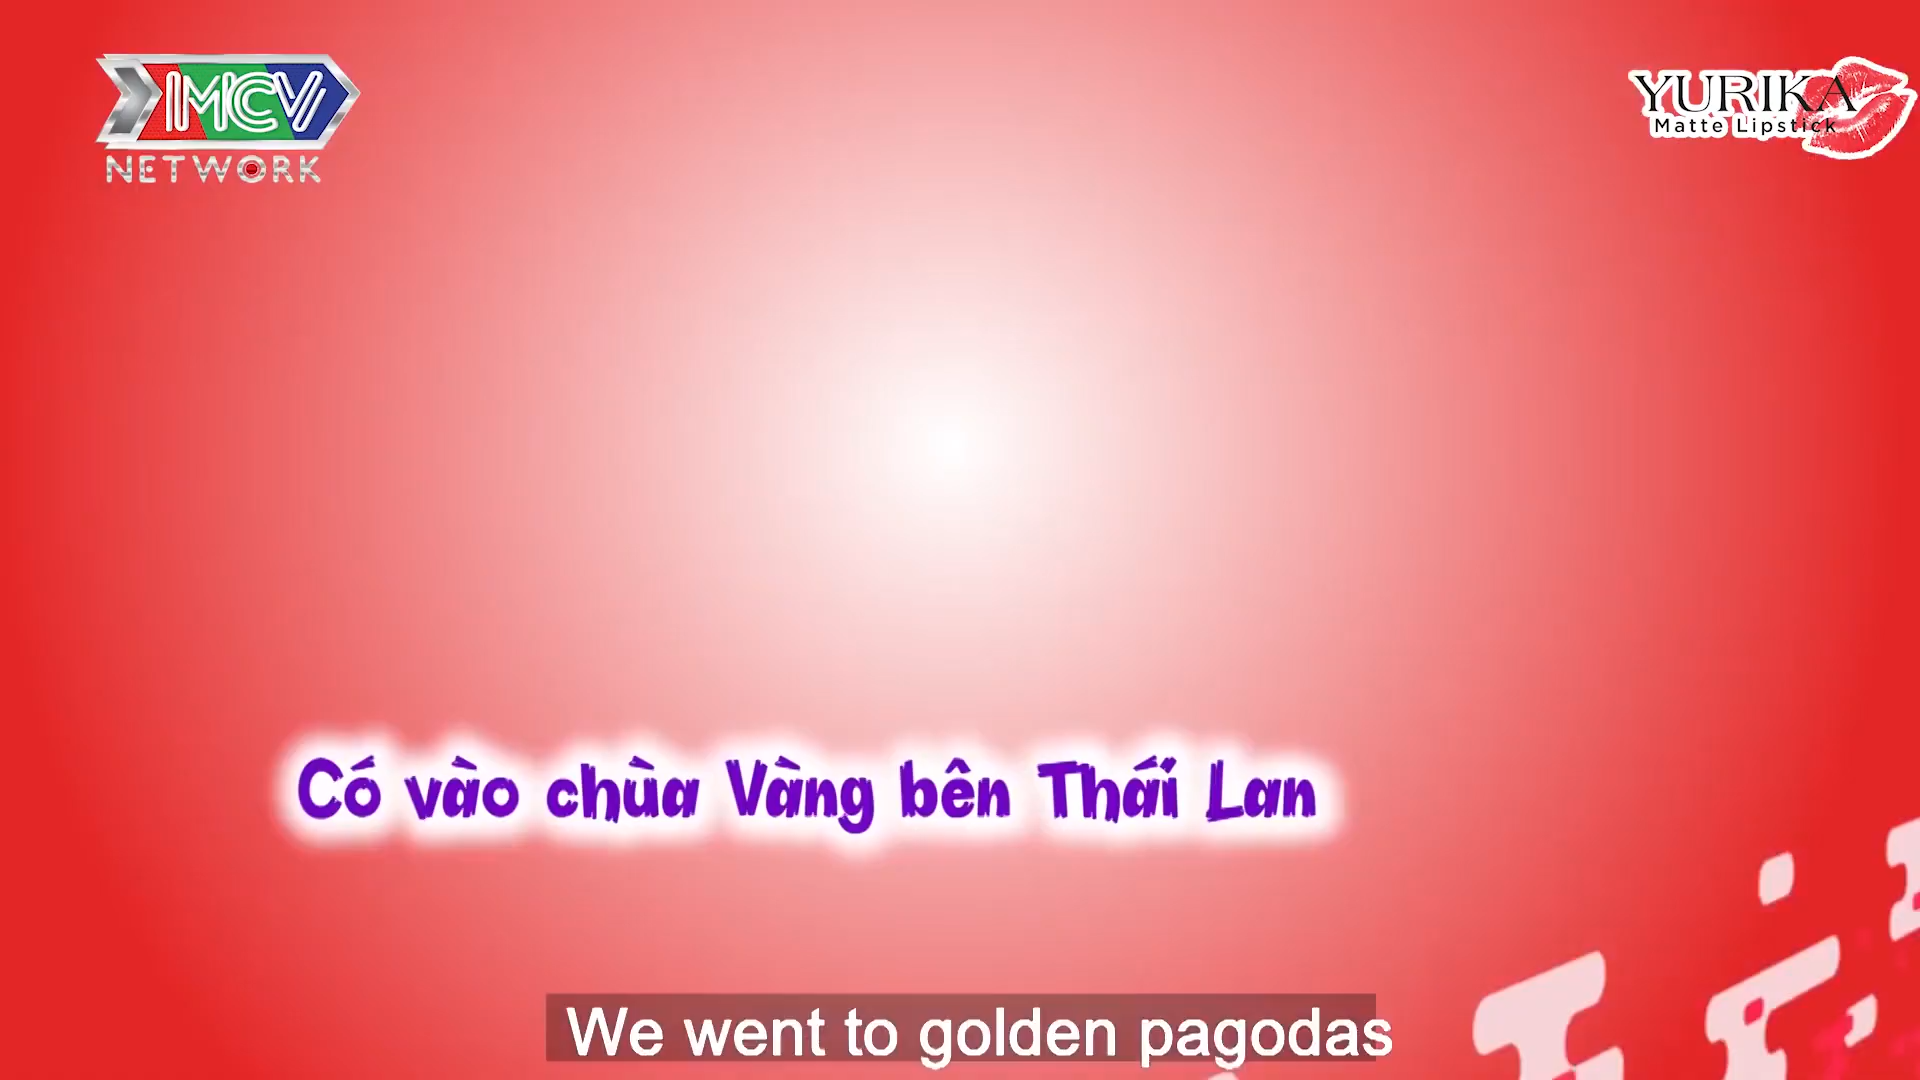 MCV
NETWORK
YURIKA
Matte Lipstick
Có vào chùa Vàng bên Thái Lan
We went to golden pagodas